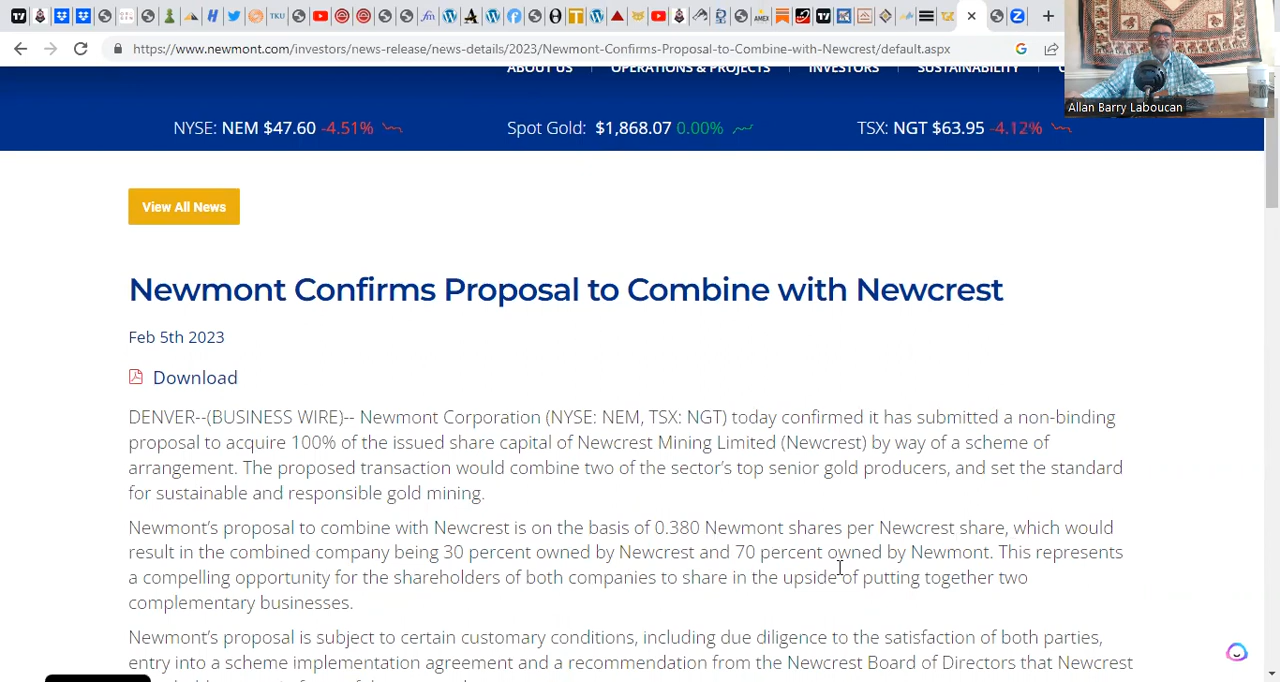 https://www.newmont.com/investors/news-release/news-details/2023/Newmont-Confirms-Proposal-to-Combine-with-Newcrest/default.aspx
Allan Barry Laboucan
ABOUT US OPERATIONS & PROJECTS INVESTORS SUSTAINABILITY
NYSE: NEM $47.60 -4.51% Spot Gold: $1,868.07 0.00% TSX: NGT $63.95 -4.12%
View All News
Newmont Confirms Proposal to Combine with Newcrest
Feb 5th 2023
Download
DENVER--(BUSINESS WIRE)-- Newmont Corporation (NYSE: NEM, TSX: NGT) today confirmed it has submitted a non-binding
proposal to acquire 100% of the issued share capital of Newcrest Mining Limited (Newcrest) by way of a scheme of
arrangement. The proposed transaction would combine two of the sector's top senior gold producers, and set the standard
for sustainable and responsible gold mining.
Newmont's proposal to combine with Newcrest is on the basis of 0.380 Newmont shares per Newcrest share, which would
result in the combined company being 30 percent owned by Newcrest and 70 percent owned by Newmont. This represents
a compelling opportunity for the shareholders of both companies to share in the upside of putting together two
complementary businesses.
Newmont's proposal is subject to certain customary conditions, including due diligence to the satisfaction of both parties,
entry into a scheme implementation agreement and a recommendation from the Newcrest Board of Directors that Newcrest